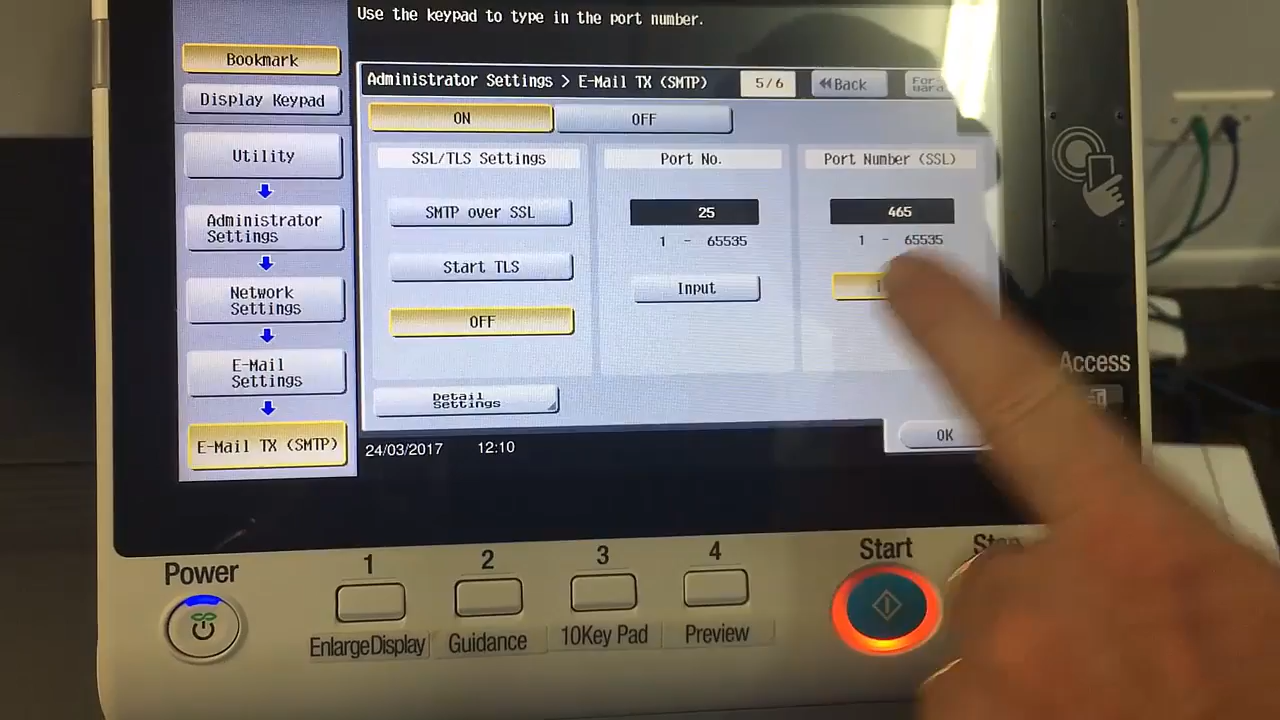 Use the keypad to type in the port number.
Bookmark
Display Keypad
Utility
Administrator
Settings
Network
Settings
E-Mail
Settings
E-Mail TX (SMTP)
Administrator Settings > E-Mail TX (SMTP)
5/6
Back
For-
ward
ON
OFF
SSL/TLS Settings
SMTP over SSL
Start TLS
OFF
Detail
Settings
Port No.
25
1 - 65535
Input
Port Number (SSL)
465
1 - 65535
OK
24/03/2017 12:10
Access
Power
1
EnlargeDisplay
2
Guidance
3
10Key Pad
4
Preview
Start